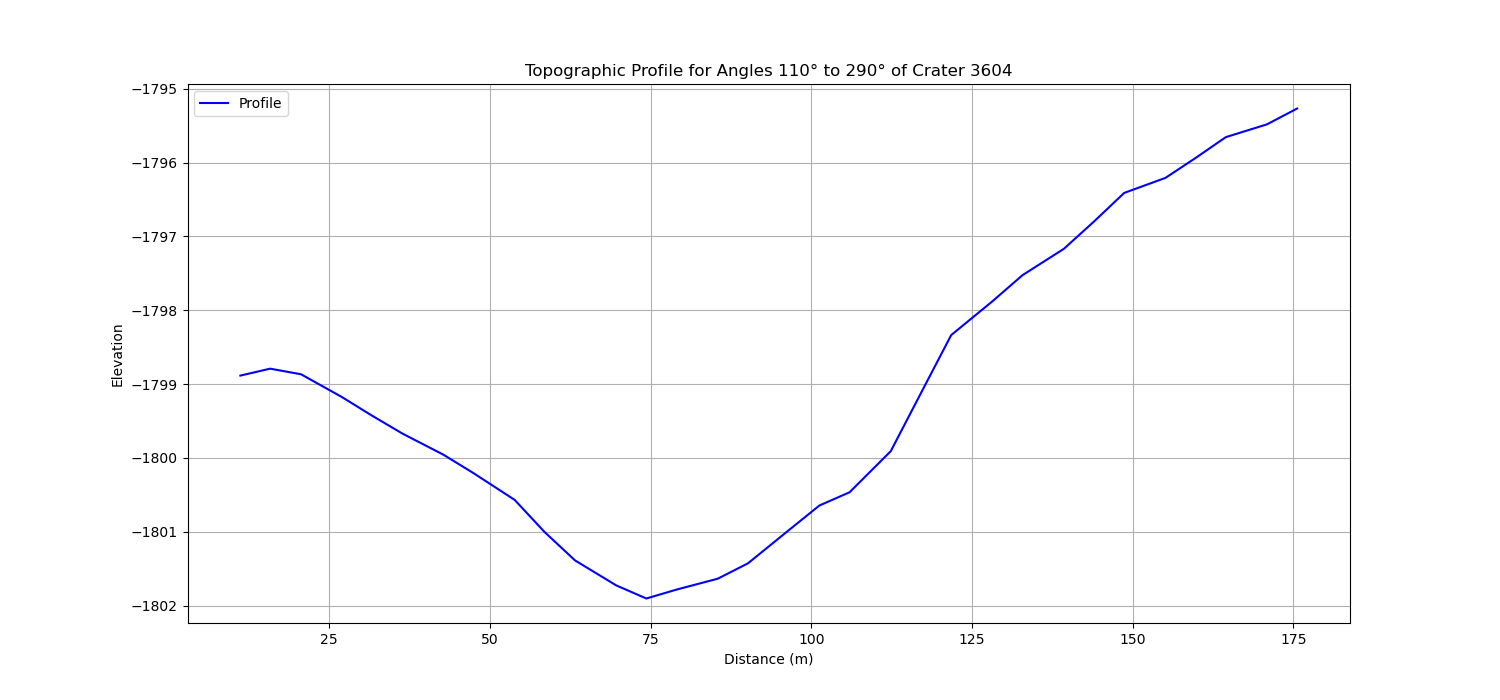 Topographic Profile for Angles 110° to 290° of Crater 3604
Profile
Elevation
−1795
−1796
−1797
−1798
−1799
−1800
−1801
−1802
25 50 75 100 125 150 175
Distance (m)